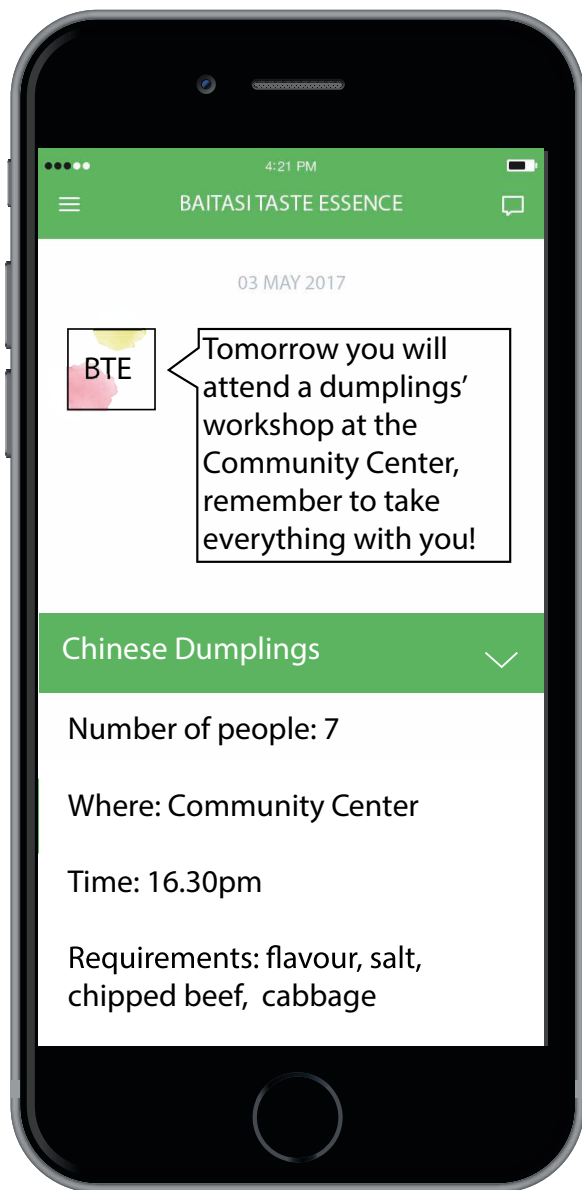 4:21 PM
BAITASI TASTE ESSENCE
03 MAY 2017
BTE
Tomorrow you will
attend a dumplings’
workshop at the
Community Center,
remember to take
everything with you!
Chinese Dumplings
Number of people: 7
Where: Community Center
Time: 16.30pm
Requirements: flavour, salt,
chipped beef,  cabbage